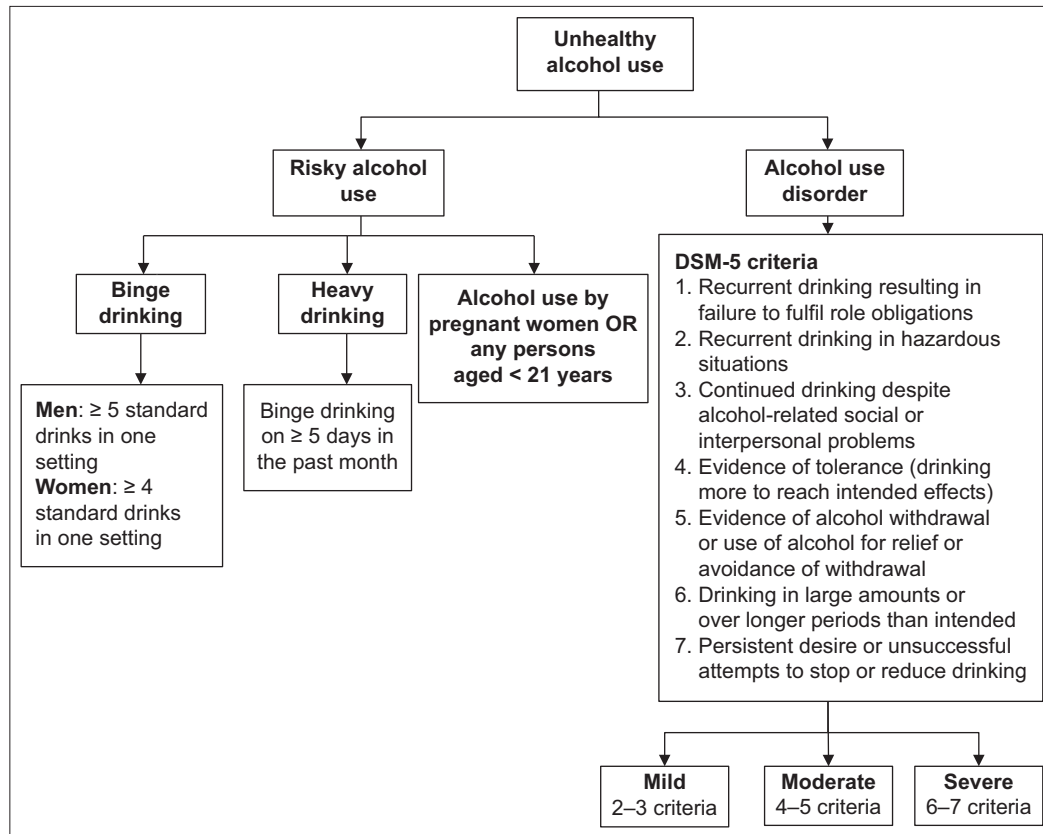 Unhealthy
alcohol use
Risky alcohol
use
Alcohol use
disorder
Binge
drinking
Heavy
drinking
Alcohol use by
pregnant women OR
any persons
aged < 21 years
Men: ≥ 5 standard
drinks in one
setting
Women: ≥ 4
standard drinks
in one setting
Binge drinking
on ≥ 5 days in
the past month
DSM-5 criteria
1. Recurrent drinking resulting in
failure to fulfil role obligations
2. Recurrent drinking in hazardous
situations
3. Continued drinking despite
alcohol-related social or
interpersonal problems
4. Evidence of tolerance (drinking
more to reach intended effects)
5. Evidence of alcohol withdrawal
or use of alcohol for relief or
avoidance of withdrawal
6. Drinking in large amounts or
over longer periods than intended
7. Persistent desire or unsuccessful
attempts to stop or reduce drinking
Mild
2–3 criteria
Moderate
4–5 criteria
Severe
6–7 criteria